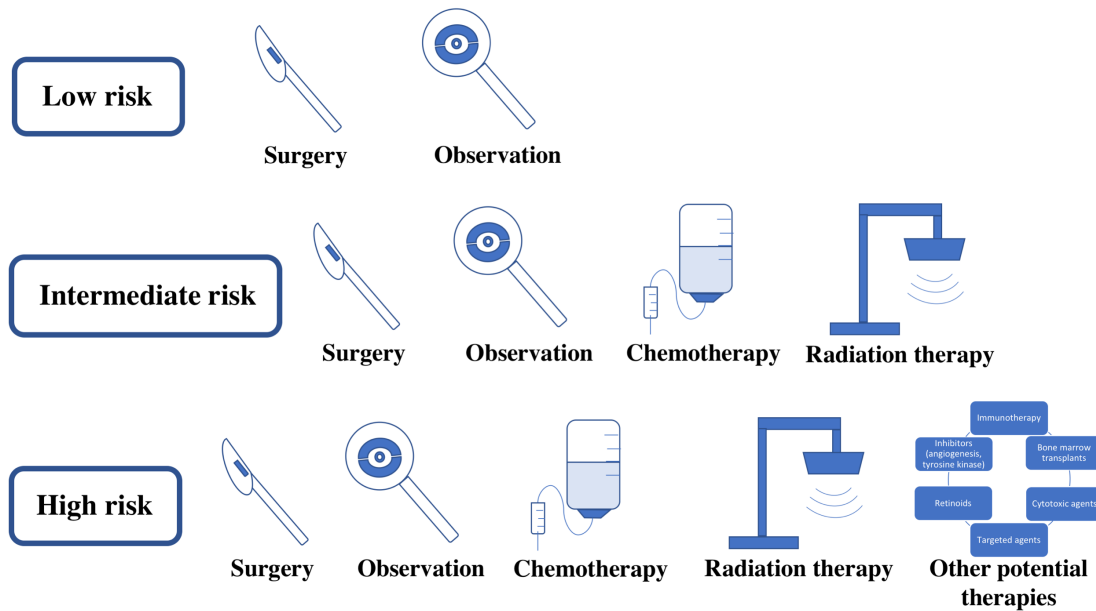 Low risk
Surgery
Observation
Intermediate risk
Surgery
Observation
Chemotherapy
Radiation therapy
High risk
Surgery
Observation
Chemotherapy
Radiation therapy
Immunotherapy
Bone marrow
transplants
Cytotoxic agents
Targeted agents
Retinoids
Inhibitors
(angiogenesis,
tyrosine kinase)
Other potential
therapies